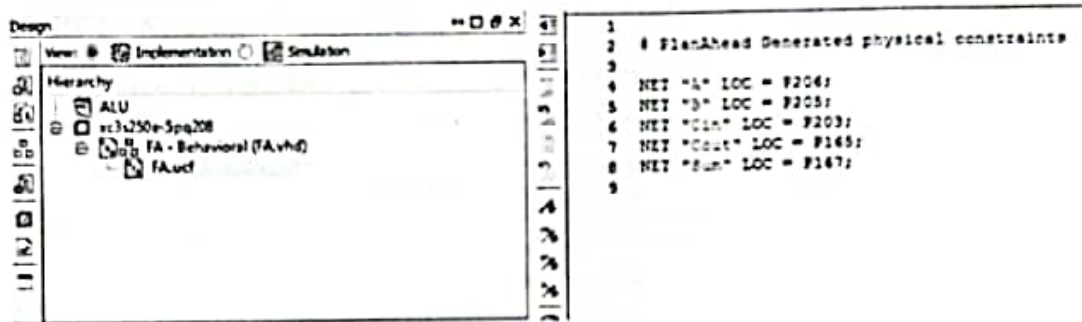 Design
View: Implementation Simulation
Hierarchy
ALU
xc3s250e-5pq208
FA - Behavioral (FA.vhd)
FA.ucf
1
2 # PlanAhead Generated physical constraints
3
4 NET "A" LOC = P206;
5 NET "B" LOC = P205;
6 NET "Cin" LOC = P203;
7 NET "Cout" LOC = P165;
8 NET "Sum" LOC = P167;
9